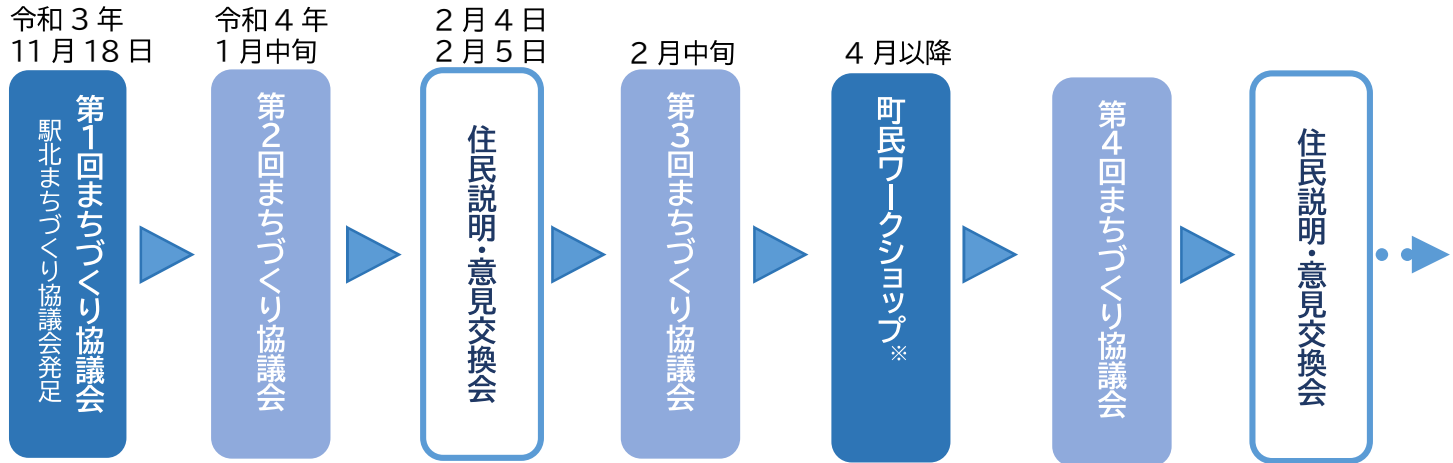 令和３年
11月18日
第１回まちづくり協議会
駅北まちづくり協議会発足
令和４年
１月中旬
第２回まちづくり協議会
２月４日
２月５日
住民説明・意見交換会
２月中旬
第３回まちづくり協議会
４月以降
町民ワークショップ※
第４回まちづくり協議会
住民説明・意見交換会